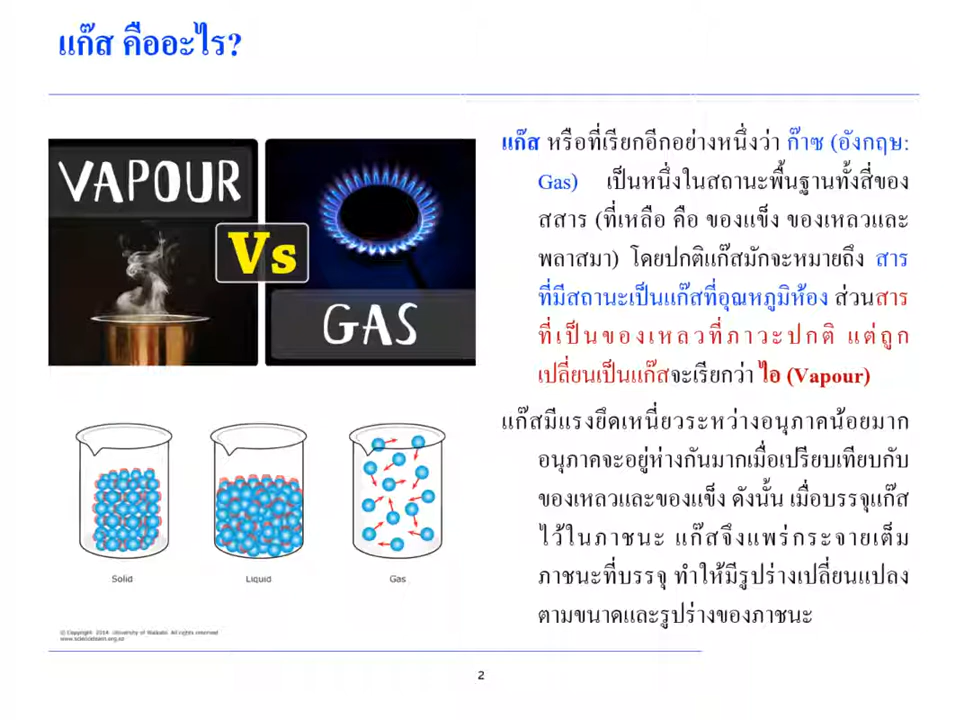 แก๊ส คืออะไร?
VAPOUR
Vs
GAS
แก๊ส หรือที่เรียกอีกอย่างหนึ่งว่า ก๊าซ (อังกฤษ:
Gas) เป็นหนึ่งในสถานะพื้นฐานทั้งสี่ของ
สสาร (ที่เหลือ คือ ของแข็ง ของเหลวและ
พลาสมา) โดยปกติแก๊สมักจะหมายถึง สาร
ที่มีสถานะเป็นแก๊สที่อุณหภูมิห้อง ส่วนสาร
ที่เป็นของเหลวที่ภาวะปกติ แต่ถูก
เปลี่ยนเป็นแก๊สจะเรียกว่า ไอ (Vapour)
แก๊สมีแรงยึดเหนี่ยวระหว่างอนุภาคน้อยมาก
อนุภาคจะอยู่ห่างกันมากเมื่อเปรียบเทียบกับ
ของเหลวและของแข็ง ดังนั้น เมื่อบรรจุแก๊ส
ไว้ในภาชนะ แก๊สจึงแพร่กระจายเต็ม
ภาชนะที่บรรจุ ทำให้มีรูปร่างเปลี่ยนแปลง
ตามขนาดและรูปร่างของภาชนะ
Solid
Liquid
Gas
© Copyright 2014. University of Waikato. All rights reserved
www.sciencelearn.org.nz
2